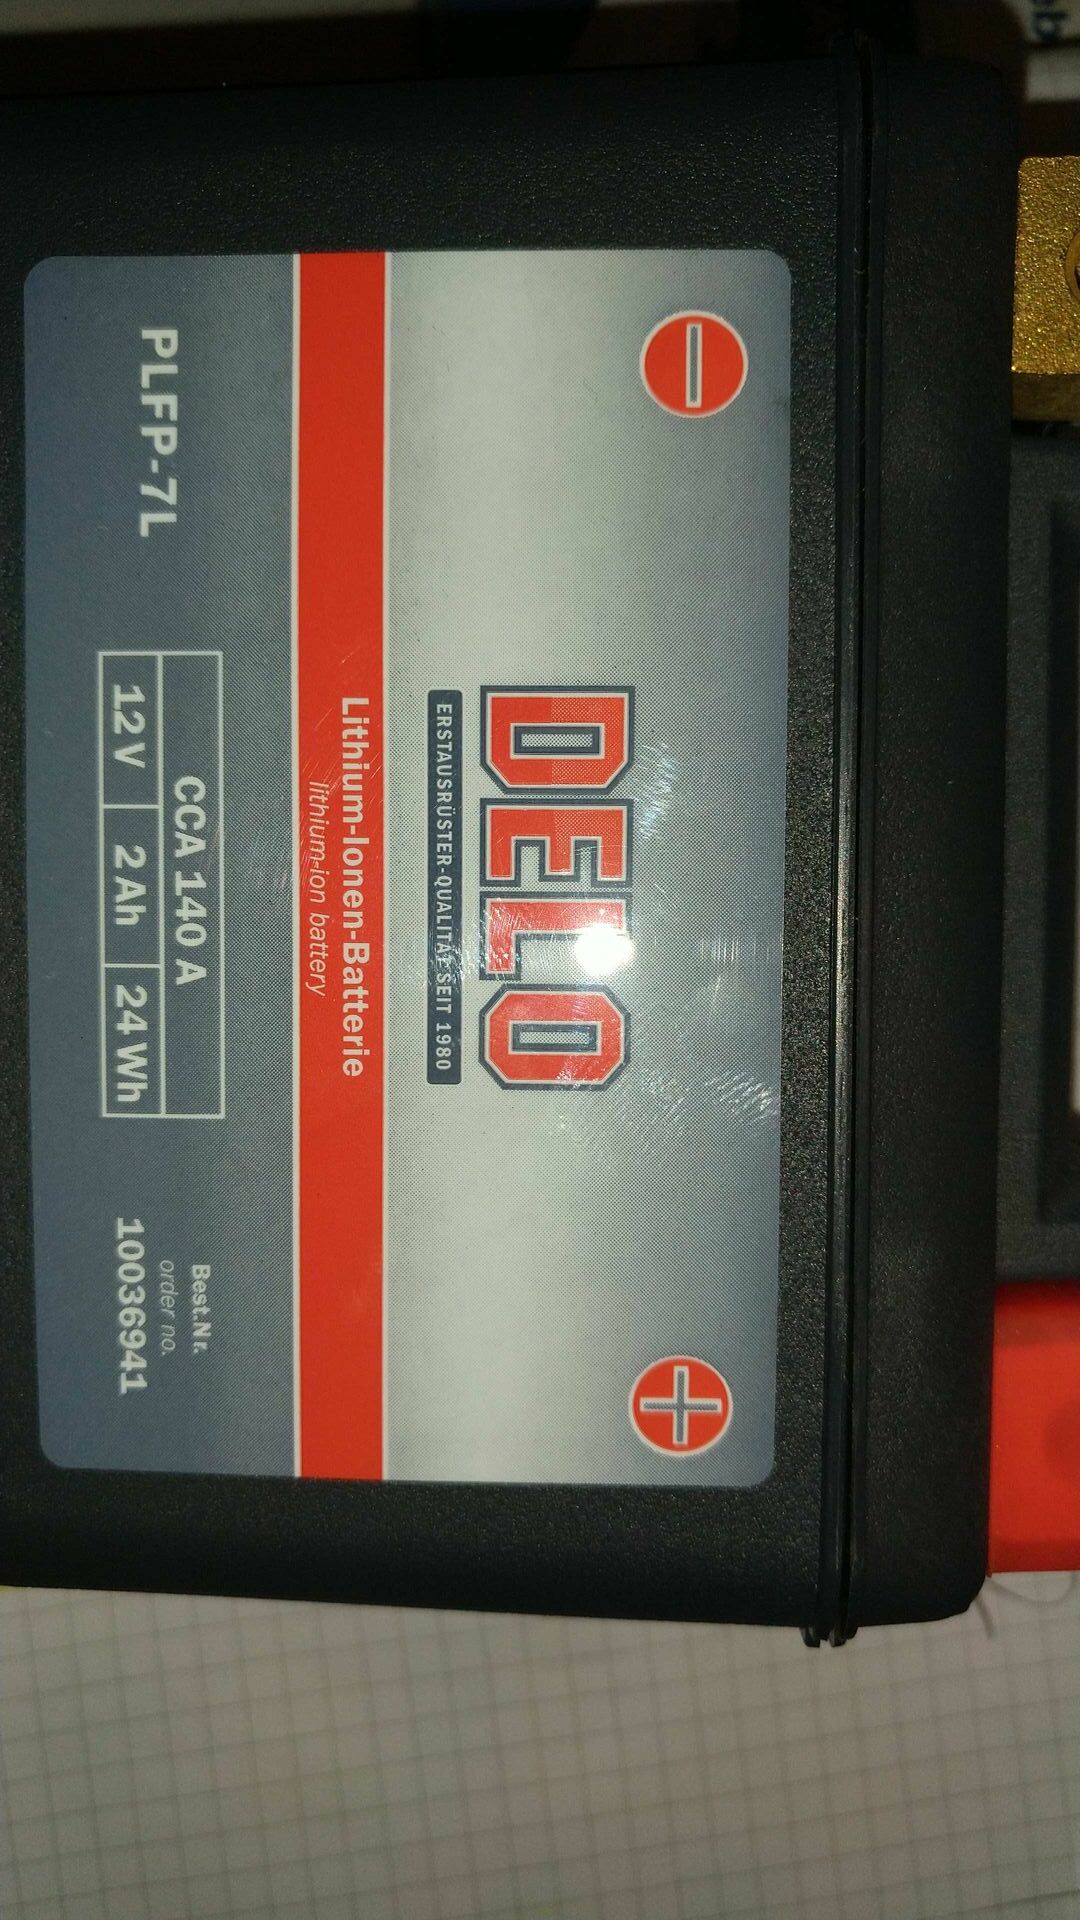 DELO
ERSTAUSRÜSTER-QUALITÄT SEIT 1980
Lithium-Ionen-Batterie
lithium-ion battery
PLFP-7L
CCA 140 A
12 V 2 Ah 24 Wh
Best.Nr.
order no.
10036941